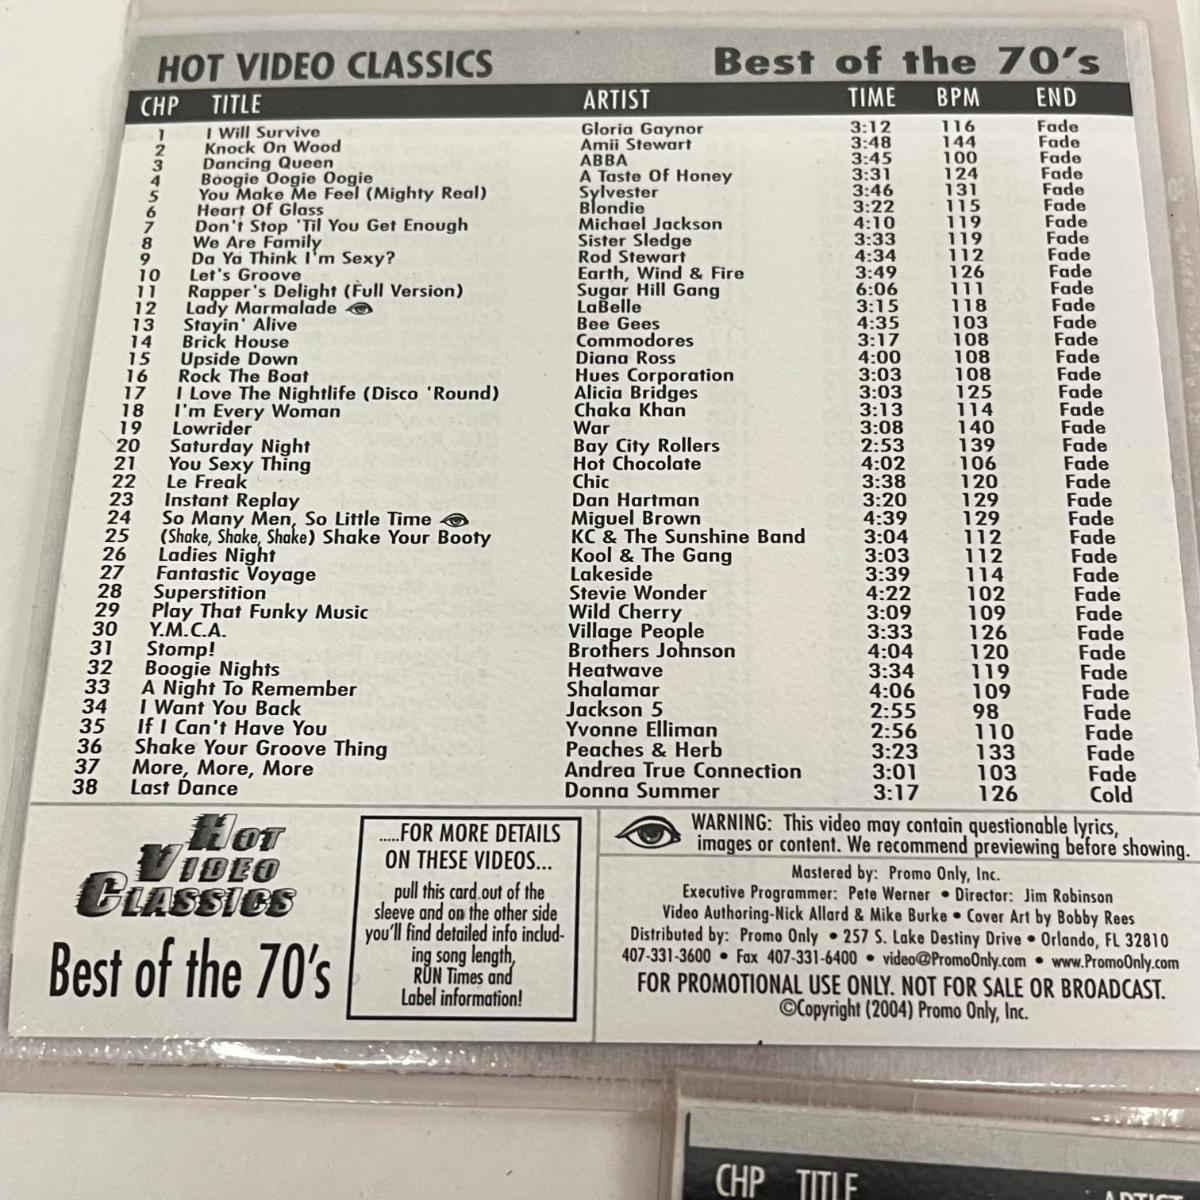 HOT VIDEO CLASSICS Best of the 70's
CHP TITLE ARTIST TIME BPM END
1 I Will Survive Gloria Gaynor 3:12 116 Fade
2 Knock On Wood Amii Stewart 3:48 144 Fade
3 Dancing Queen ABBA 3:45 100 Fade
4 Boogie Oogie Oogie A Taste Of Honey 3:31 124 Fade
5 You Make Me Feel (Mighty Real) Sylvester 3:46 131 Fade
6 Heart Of Glass Blondie 3:22 115 Fade
7 Don't Stop 'Til You Get Enough Michael Jackson 4:10 119 Fade
8 We Are Family Sister Sledge 3:33 119 Fade
9 Da Ya Think I'm Sexy? Rod Stewart 4:34 112 Fade
10 Let's Groove Earth, Wind & Fire 3:49 126 Fade
11 Rapper's Delight (Full Version) Sugar Hill Gang 6:06 111 Fade
12 Lady Marmalade LaBelle 3:15 118 Fade
13 Stayin' Alive Bee Gees 4:35 103 Fade
14 Brick House Commodores 3:17 108 Fade
15 Upside Down Diana Ross 4:00 108 Fade
16 Rock The Boat Hues Corporation 3:03 108 Fade
17 I Love The Nightlife (Disco 'Round) Alicia Bridges 3:03 125 Fade
18 I'm Every Woman Chaka Khan 3:13 114 Fade
19 Lowrider War 3:08 140 Fade
20 Saturday Night Bay City Rollers 2:53 139 Fade
21 You Sexy Thing Hot Chocolate 4:02 106 Fade
22 Le Freak Chic 3:38 120 Fade
23 Instant Replay Dan Hartman 3:20 129 Fade
24 So Many Men, So Little Time Miguel Brown 4:39 129 Fade
25 (Shake, Shake, Shake) Shake Your Booty KC & The Sunshine Band 3:04 112 Fade
26 Ladies Night Kool & The Gang 3:03 112 Fade
27 Fantastic Voyage Lakeside 3:39 114 Fade
28 Superstition Stevie Wonder 4:22 102 Fade
29 Play That Funky Music Wild Cherry 3:09 109 Fade
30 Y.M.C.A. Village People 3:33 126 Fade
31 Stomp! Brothers Johnson 4:04 120 Fade
32 Boogie Nights Heatwave 3:34 119 Fade
33 A Night To Remember Shalamar 4:06 109 Fade
34 I Want You Back Jackson 5 2:55 98 Fade
35 If I Can't Have You Yvonne Elliman 2:56 110 Fade
36 Shake Your Groove Thing Peaches & Herb 3:23 133 Fade
37 More, More, More Andrea True Connection 3:01 103 Fade
38 Last Dance Donna Summer 3:17 126 Cold
HOT
VIDEO
CLASSICS
Best of the 70's
.....FOR MORE DETAILS
ON THESE VIDEOS...
pull this card out of the
sleeve and on the other side
you'll find detailed info includ-
ing song length,
RUN Times and
Label information!
WARNING: This video may contain questionable lyrics,
images or content. We recommend previewing before showing.
Mastered by: Promo Only, Inc.
Executive Programmer: Pete Werner • Director: Jim Robinson
Video Authoring-Nick Allard & Mike Burke • Cover Art by Bobby Rees
Distributed by: Promo Only • 257 S. Lake Destiny Drive • Orlando, FL 32810
407-331-3600 • Fax 407-331-6400 • video@PromoOnly.com • www.PromoOnly.com
FOR PROMOTIONAL USE ONLY. NOT FOR SALE OR BROADCAST.
©Copyright (2004) Promo Only, Inc.
CHP TITLE ARTIST